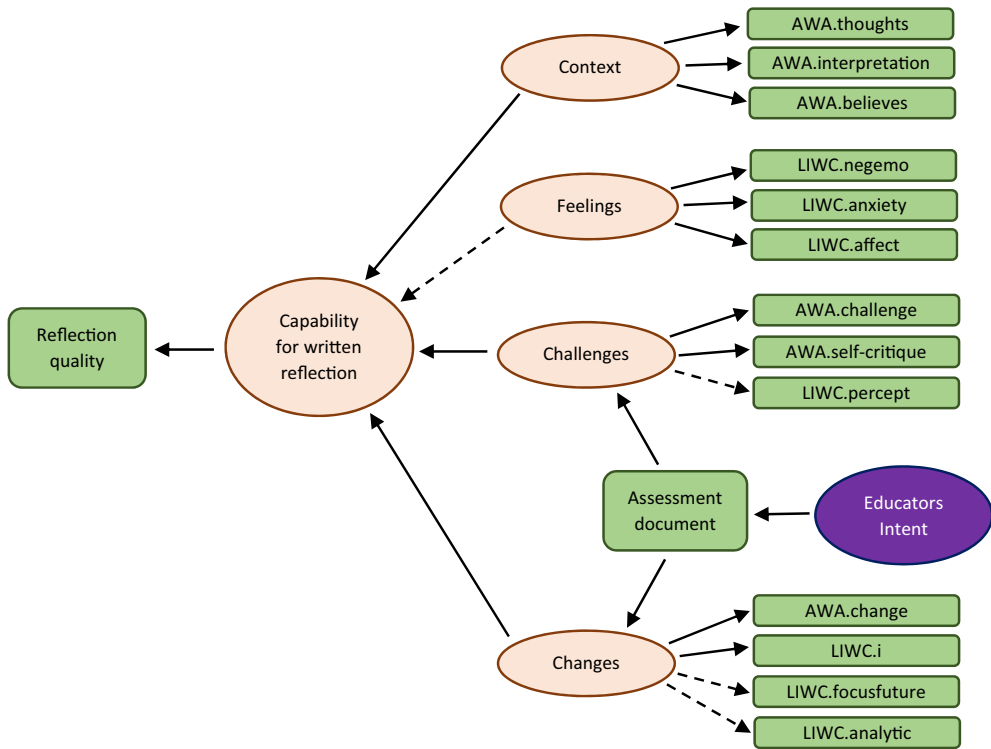 AWA.thoughts
Context
AWA.interpretation
AWA.believes
LIWC.negemo
Feelings
LIWC.anxiety
LIWC.affect
Reflection
quality
Capability
for written
reflection
AWA.challenge
Challenges
AWA.self-critique
LIWC.percept
Assessment
document
Educators
Intent
AWA.change
LIWC.i
Changes
LIWC.focusfuture
LIWC.analytic